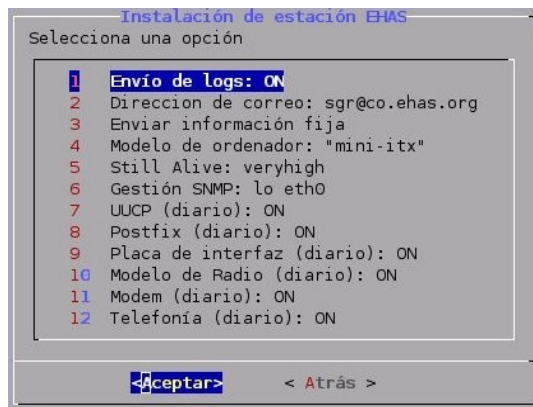 Instalación de estación EHAS
Selecciona una opción
1 Envío de logs: ON
2 Direccion de correo: sgr@co.ehas.org
3 Enviar información fija
4 Modelo de ordenador: "mini-itx"
5 Still Alive: veryhigh
6 Gestión SNMP: lo eth0
7 UUCP (diario): ON
8 Postfix (diario): ON
9 Placa de interfaz (diario): ON
10 Modelo de Radio (diario): ON
11 Modem (diario): ON
12 Telefonía (diario): ON
<Aceptar> < Atrás >